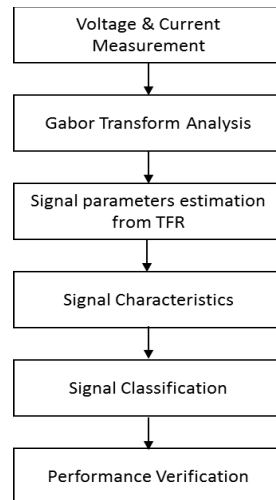 Voltage & Current
Measurement
Gabor Transform Analysis
Signal parameters estimation
from TFR
Signal Characteristics
Signal Classification
Performance Verification